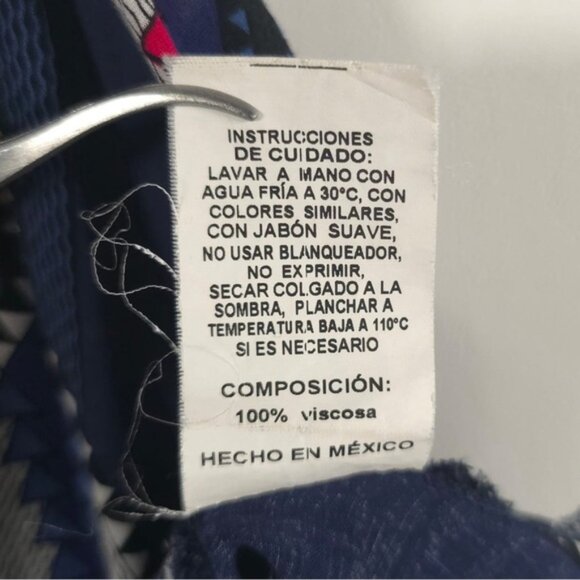 INSTRUCCIONES
DE CUIDADO:
LAVAR A MANO CON
AGUA FRÍA A 30°C, CON
COLORES SIMILARES,
CON JABÓN SUAVE,
NO USAR BLANQUEADOR,
NO EXPRIMIR,
SECAR COLGADO A LA
SOMBRA, PLANCHAR A
TEMPERATURA BAJA A 110°C
SI ES NECESARIO
COMPOSICIÓN:
100% viscosa
HECHO EN MÉXICO